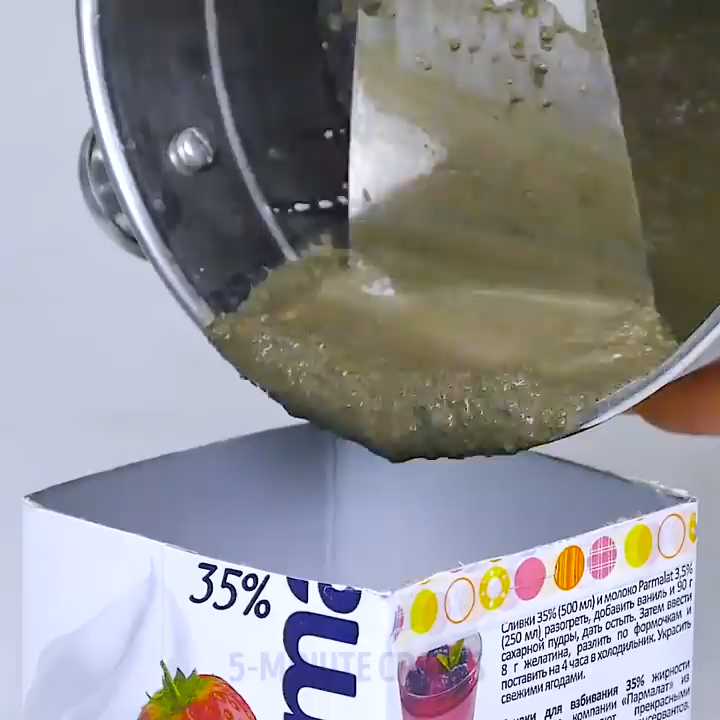 35%
ma
Сливки 35% (500 мл) и молоко Parmalat 3,5%
(250 мл) разогреть, добавить ваниль и 90 г
сахарной пудры, дать остыть. Затем ввести
8 г желатина, разлить по формочкам и
поставить на 4 часа в холодильник. Украсить
свежими ягодами.
для взбивания 35% жирности
компании «Пармалат» из
прекрасными
5-MINUTE